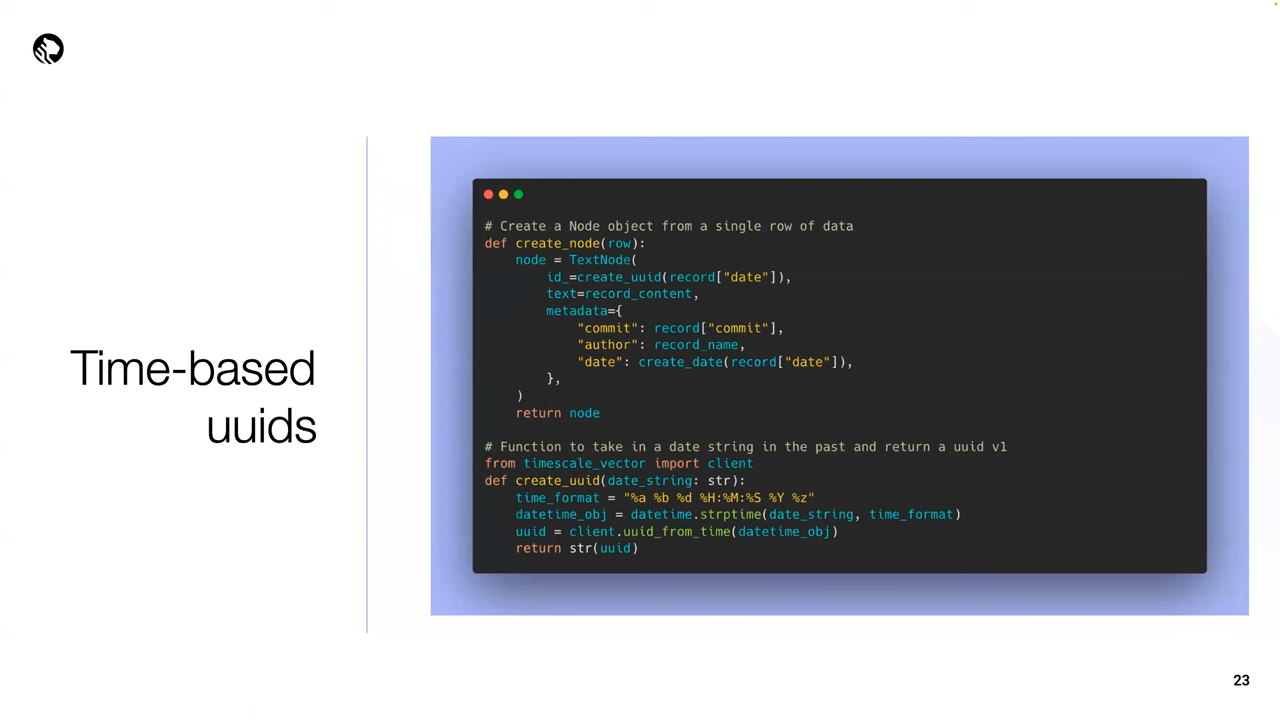 Time-based
uuids
# Create a Node object from a single row of data
def create_node(row):
    node = TextNode(
        id_=create_uuid(record["date"]),
        text=record_content,
        metadata={
            "commit": record["commit"],
            "author": record_name,
            "date": create_date(record["date"]),
        },
    )
    return node
# Function to take in a date string in the past and return a uuid v1
from timescale_vector import client
def create_uuid(date_string: str):
    time_format = "%a %b %d %H:%M:%S %Y %z"
    datetime_obj = datetime.strptime(date_string, time_format)
    uuid = client.uuid_from_time(datetime_obj)
    return str(uuid)
23